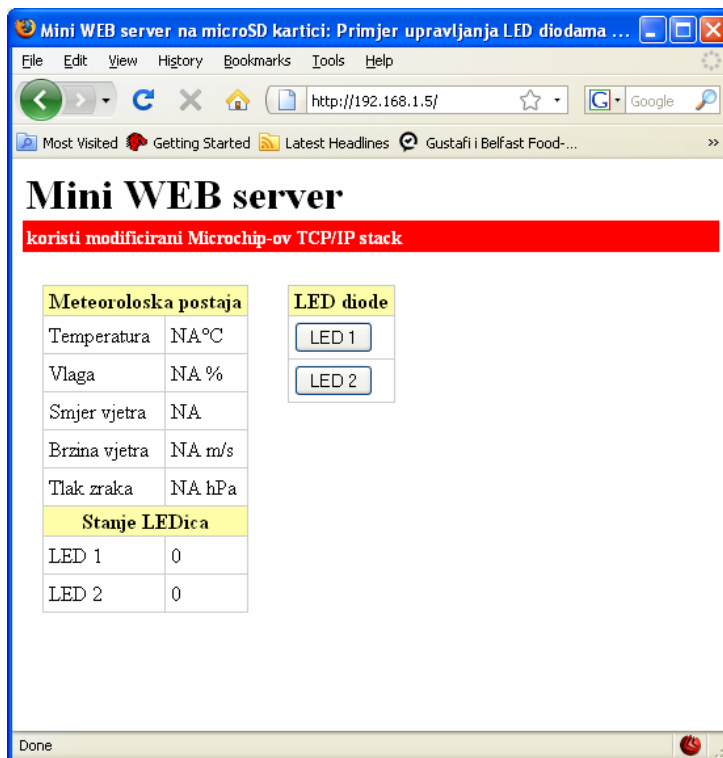 Mini WEB server na microSD kartici: Primjer upravljanja LED diodama ...
File Edit View History Bookmarks Tools Help
http://192.168.1.5/ G Google
Most Visited Getting Started Latest Headlines Gustafi i Belfast Food-... »
Mini WEB server
koristi modificirani Microchip-ov TCP/IP stack
Meteoroloska postaja
Temperatura NA°C
Vlaga NA %
Smjer vjetra NA
Brzina vjetra NA m/s
Tlak zraka NA hPa
Stanje LEDica
LED 1 0
LED 2 0
LED diode
LED 1
LED 2
Done